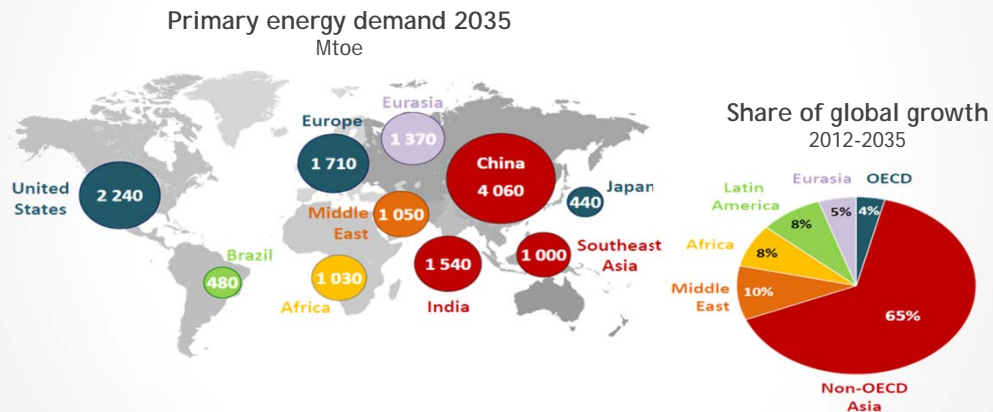 Primary energy demand 2035
Mtoe
Eurasia
1 370
Europe
1 710
China
4 060
United
States
2 240
Japan
440
Middle
East
1 050
Brazil
480
Africa
1 030
India
1 540
Southeast
Asia
1 000
Share of global growth
2012-2035
Latin
America
8%
Eurasia
5%
OECD
4%
Africa
8%
Middle
East
10%
65%
Non-OECD
Asia